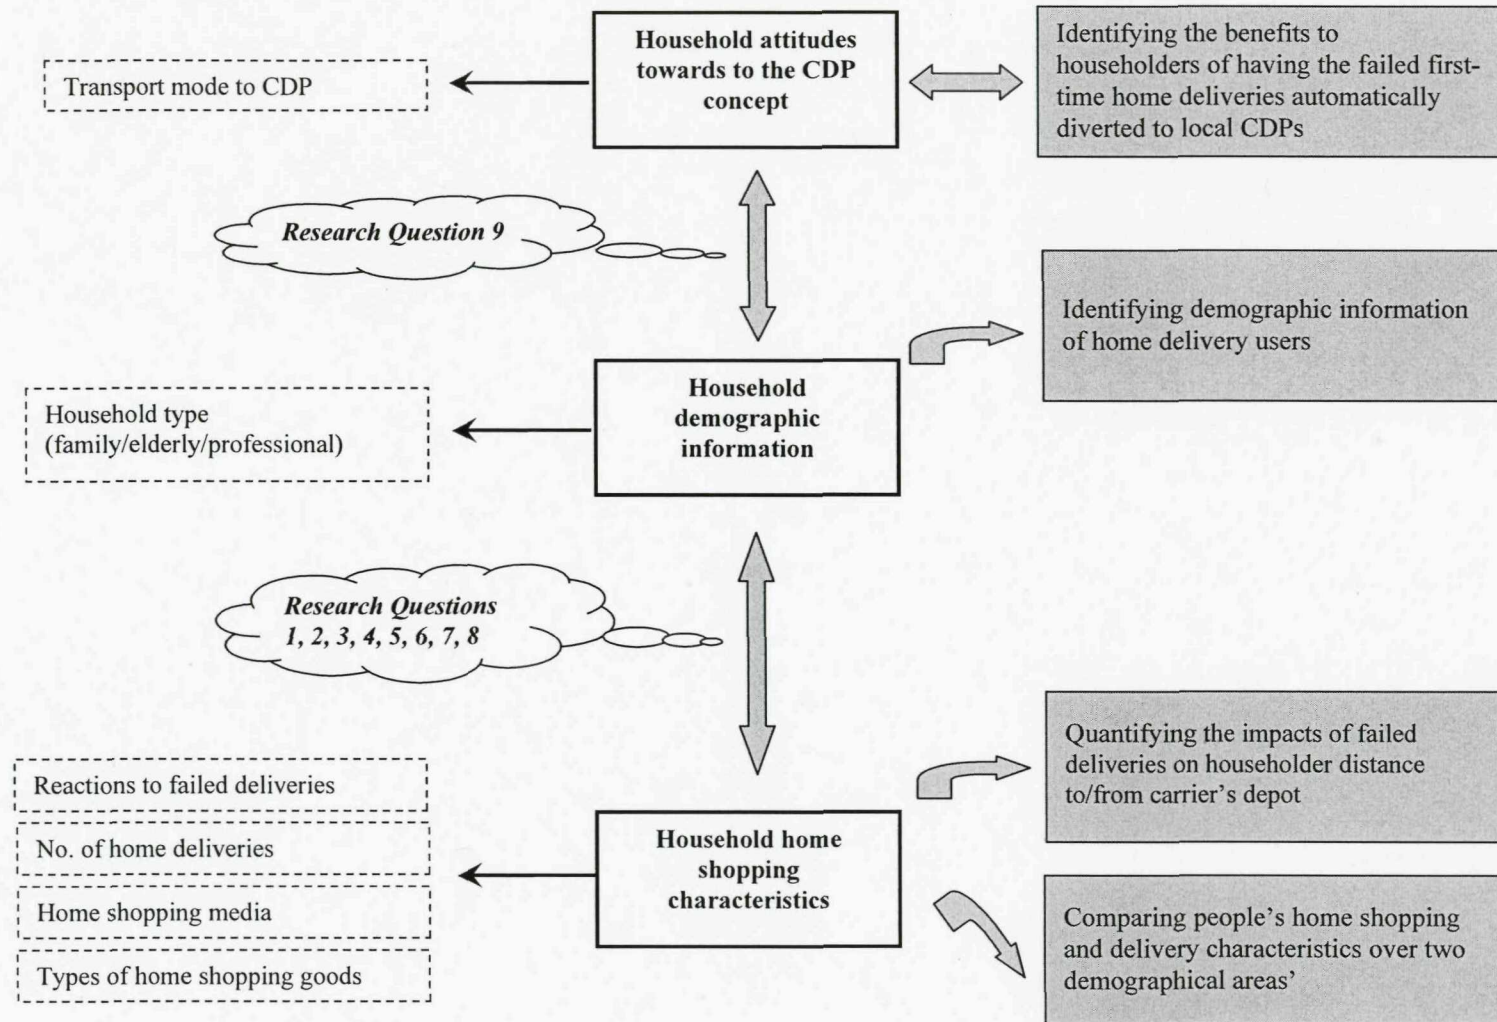 Household attitudes
towards to the CDP
concept
Transport mode to CDP
Identifying the benefits to
householders of having the failed first-
time home deliveries automatically
diverted to local CDPs
Research Question 9
Identifying demographic information
of home delivery users
Household
demographic
information
Household type
(family/elderly/professional)
Research Questions
1, 2, 3, 4, 5, 6, 7, 8
Quantifying the impacts of failed
deliveries on householder distance
to/from carrier's depot
Reactions to failed deliveries
No. of home deliveries
Home shopping media
Types of home shopping goods
Household home
shopping
characteristics
Comparing people's home shopping
and delivery characteristics over two
demographical areas'